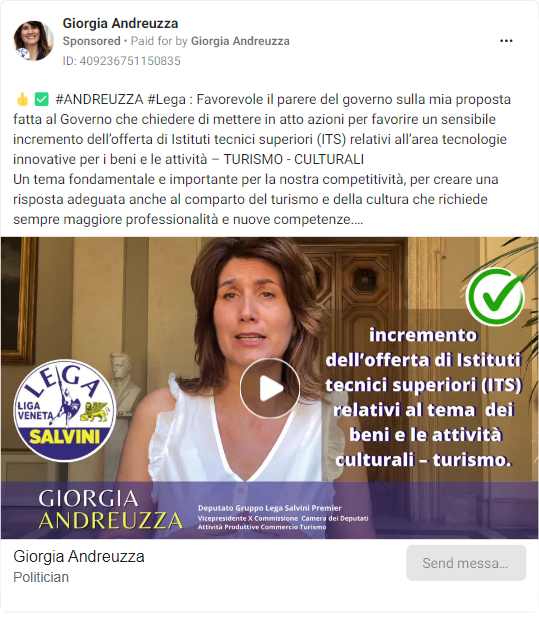 Giorgia Andreuzza
Sponsored • Paid for by Giorgia Andreuzza
ID: 409236751150835
👍 ✅ #ANDREUZZA #Lega : Favorevole il parere del governo sulla mia proposta
fatta al Governo che chiedere di mettere in atto azioni per favorire un sensibile
incremento dell'offerta di Istituti tecnici superiori (ITS) relativi all'area tecnologie
innovative per i beni e le attività – TURISMO - CULTURALI
Un tema fondamentale e importante per la nostra competitività, per creare una
risposta adeguata anche al comparto del turismo e della cultura che richiede
sempre maggiore professionalità e nuove competenze....
incremento
dell'offerta di Istituti
tecnici superiori (ITS)
relativi al tema dei
beni e le attività
culturali – turismo.
LEGA
LIGA
VENETA
SALVINI
GIORGIA
ANDREUZZA
Deputato Gruppo Lega Salvini Premier
Vicepresidente X Commissione Camera dei Deputati
Attività Produttive Commercio Turismo
Giorgia Andreuzza
Politician
Send messa...